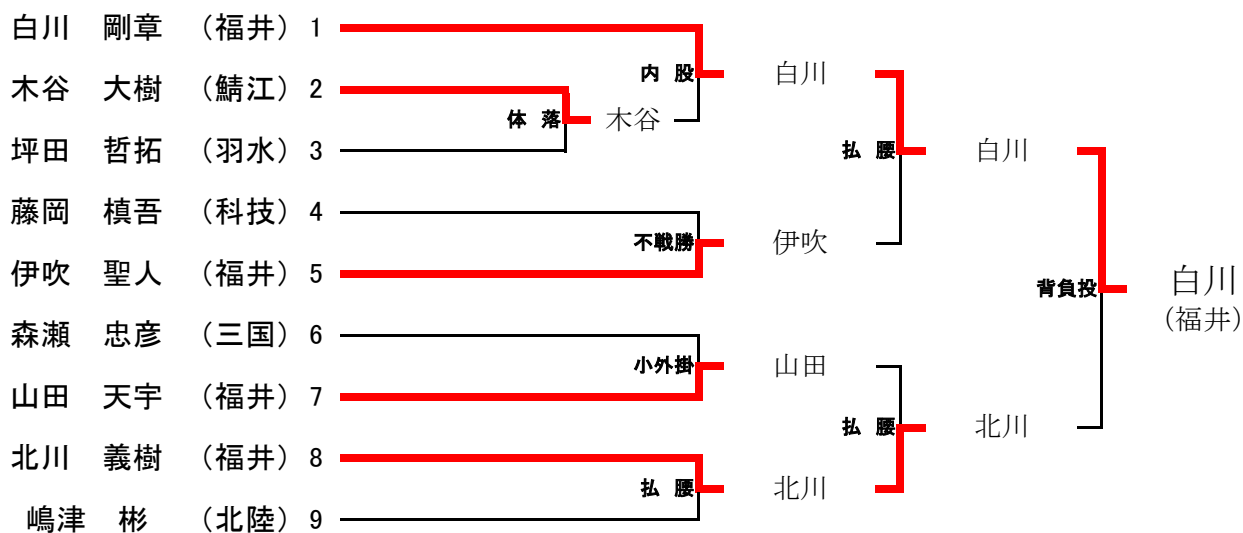 白川　剛章　（福井）1
内 股
白川
木谷　大樹　（鯖江）2
体 落
木谷
坪田　哲拓　（羽水）3
払 腰
白川
藤岡　槙吾　（科技）4
不戦勝
伊吹
伊吹　聖人　（福井）5
背負投
白川
（福井）
森瀬　忠彦　（三国）6
小外掛
山田
山田　天宇　（福井）7
払 腰
北川
北川　義樹　（福井）8
払 腰
北川
嶋津　彬　（北陸）9